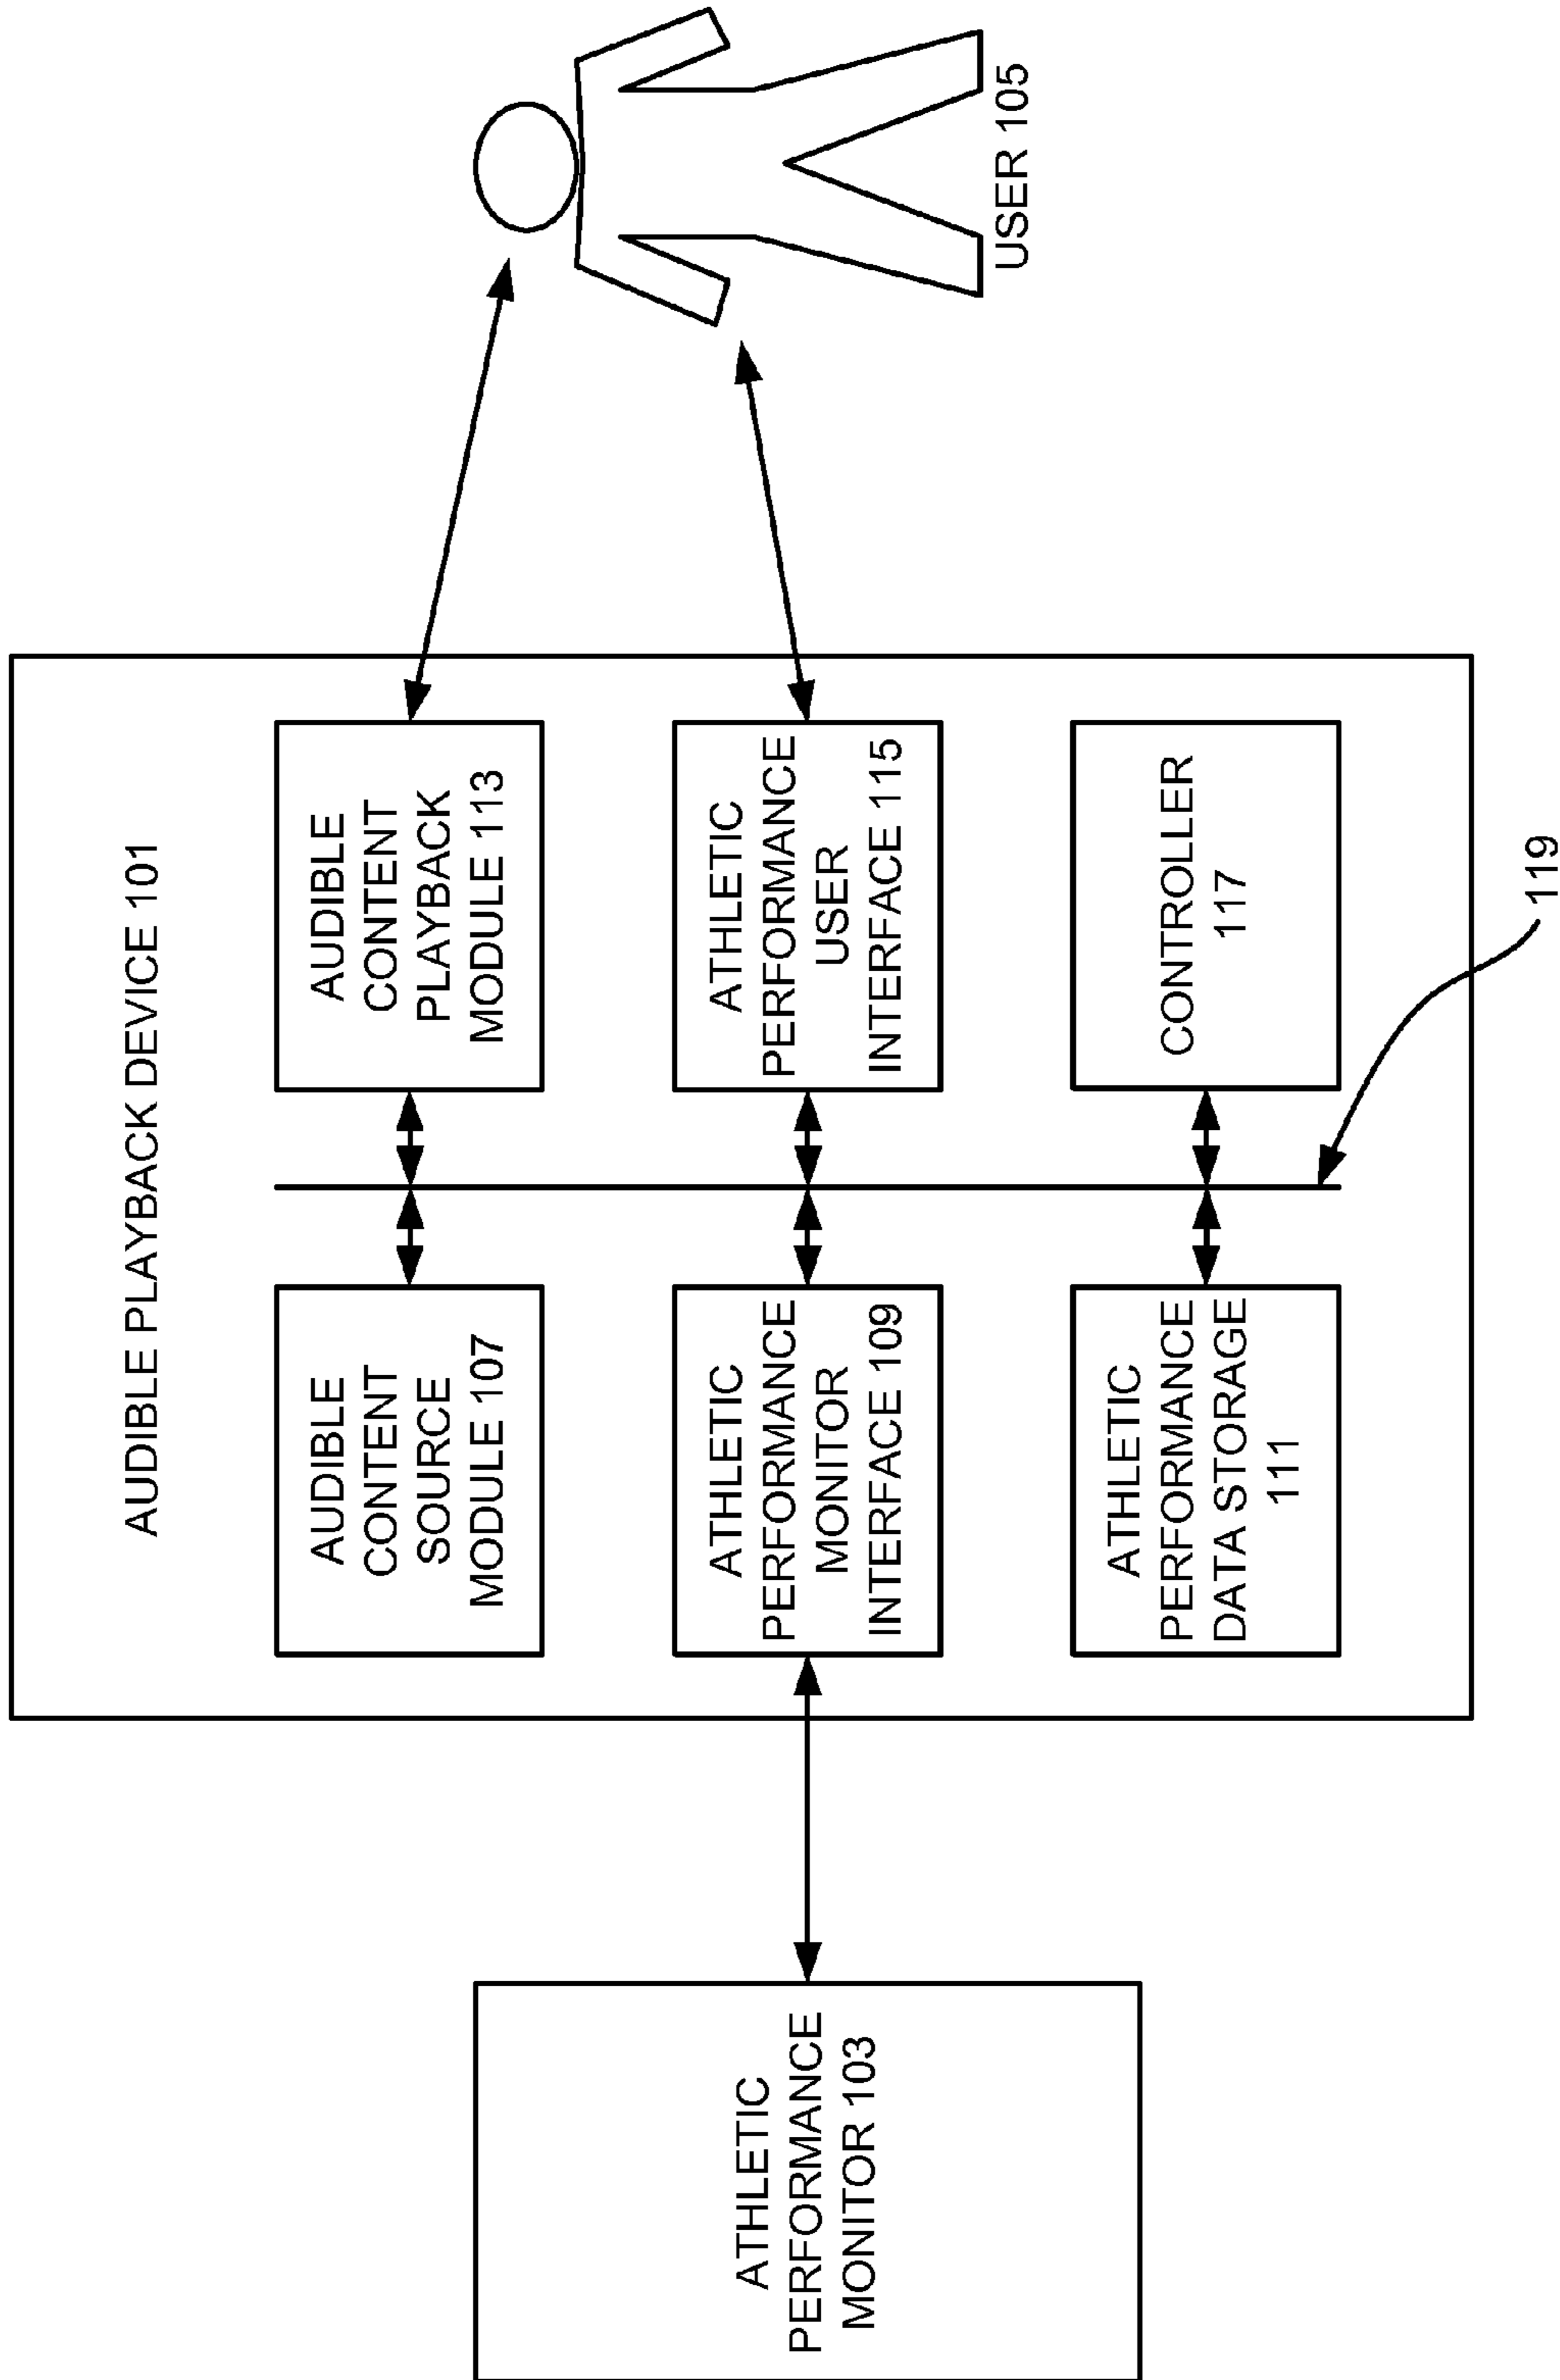 AUDIBLE PLAYBACK DEVICE 101
AUDIBLE
CONTENT
SOURCE
MODULE 107
AUDIBLE
CONTENT
PLAYBACK
MODULE 113
ATHLETIC
PERFORMANCE
MONITOR 103
ATHLETIC
PERFORMANCE
MONITOR
INTERFACE 109
ATHLETIC
PERFORMANCE
USER
INTERFACE 115
USER 105
ATHLETIC
PERFORMANCE
DATA STORAGE
111
CONTROLLER
117
119